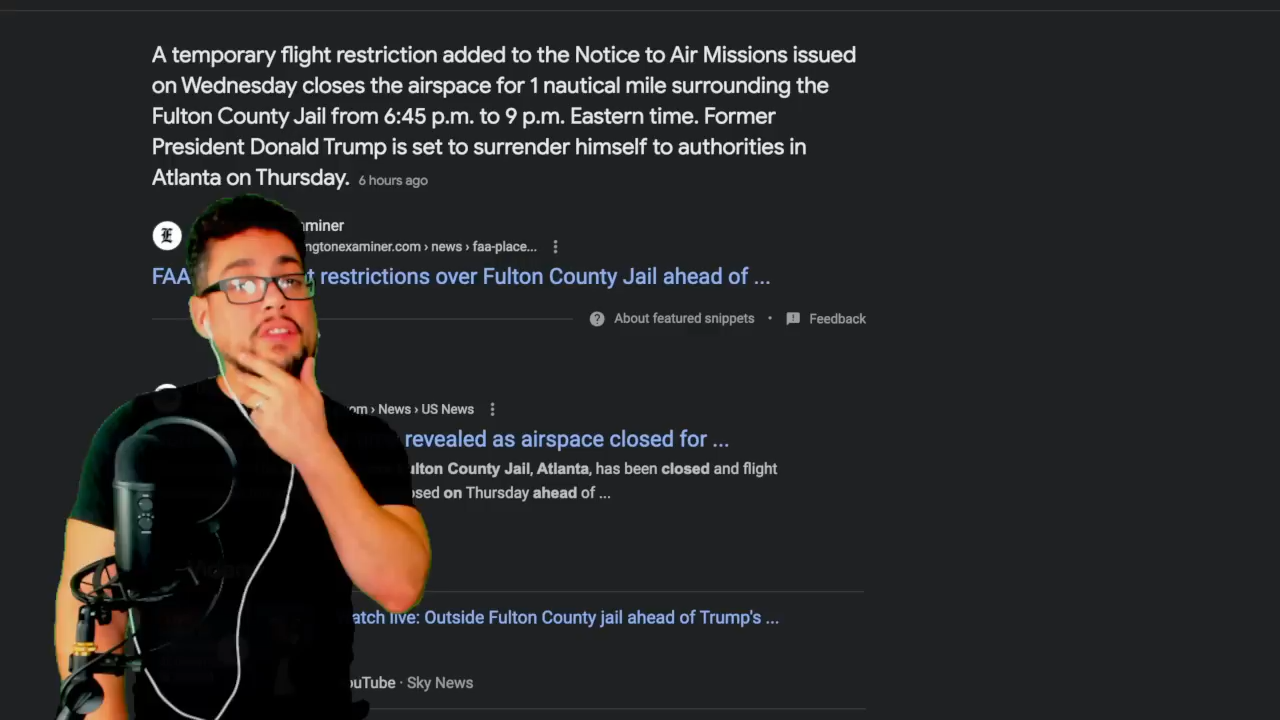 A temporary flight restriction added to the Notice to Air Missions issued
on Wednesday closes the airspace for 1 nautical mile surrounding the
Fulton County Jail from 6:45 p.m. to 9 p.m. Eastern time. Former
President Donald Trump is set to surrender himself to authorities in
Atlanta on Thursday. 6 hours ago
E
aminer
ngtonexaminer.com › news › faa-place...
FAA t restrictions over Fulton County Jail ahead of ...
About featured snippets • Feedback
om › News › US News
revealed as airspace closed for ...
ulton County Jail, Atlanta, has been closed and flight
osed on Thursday ahead of ...
atch live: Outside Fulton County jail ahead of Trump's ...
ouTube · Sky News